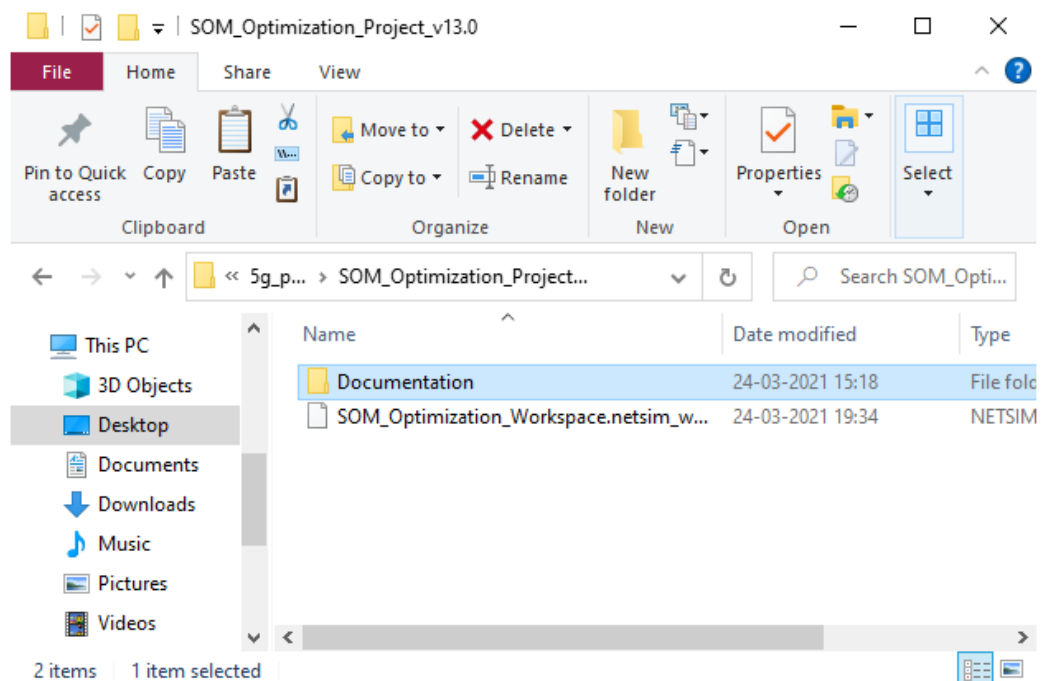 SOM_Optimization_Project_v13.0
File Home Share View
Pin to Quick access
Copy
Paste
Move to
Copy to
Delete
Rename
New folder
Properties
Select
Clipboard Organize New Open
« 5g_p... › SOM_Optimization_Project... Search SOM_Opti...
This PC
3D Objects
Desktop
Documents
Downloads
Music
Pictures
Videos
Name Date modified Type
Documentation 24-03-2021 15:18 File fold
SOM_Optimization_Workspace.netsim_w... 24-03-2021 19:34 NETSIM
2 items 1 item selected